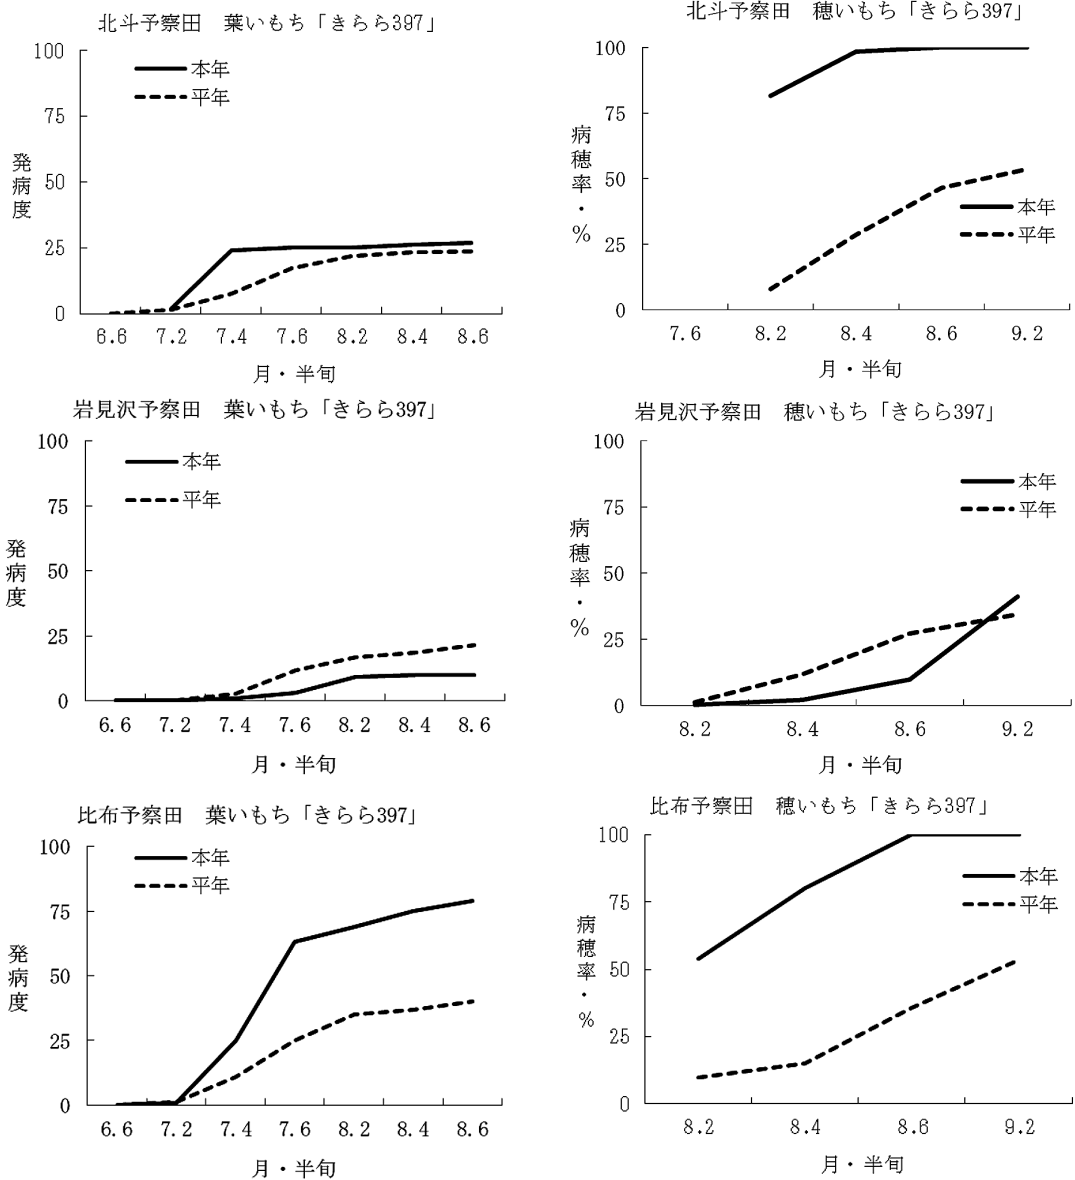 北斗予察田　葉いもち「きらら397」
100
75
50
25
0
発病度
本年
平年
6.6 7.2 7.4 7.6 8.2 8.4 8.6
月・半旬
北斗予察田　穂いもち「きらら397」
100
75
50
25
0
病穂率・%
本年
平年
7.6 8.2 8.4 8.6 9.2
月・半旬
岩見沢予察田　葉いもち「きらら397」
100
75
50
25
0
発病度
本年
平年
6.6 7.2 7.4 7.6 8.2 8.4 8.6
月・半旬
岩見沢予察田　穂いもち「きらら397」
100
75
50
25
0
病穂率・%
本年
平年
8.2 8.4 8.6 9.2
月・半旬
比布予察田　葉いもち「きらら397」
100
75
50
25
0
発病度
本年
平年
6.6 7.2 7.4 7.6 8.2 8.4 8.6
月・半旬
比布予察田　穂いもち「きらら397」
100
75
50
25
0
病穂率・%
本年
平年
8.2 8.4 8.6 9.2
月・半旬